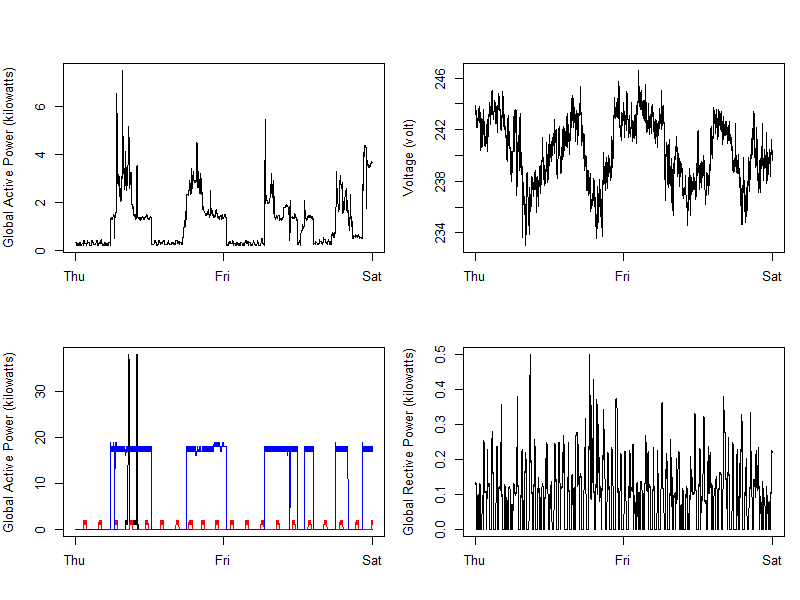 Global Active Power (kilowatts)
0 2 4 6
Thu Fri Sat
Voltage (volt)
234 238 242 246
Thu Fri Sat
Global Active Power (kilowatts)
0 10 20 30
Thu Fri Sat
Global Rective Power (kilowatts)
0.0 0.1 0.2 0.3 0.4 0.5
Thu Fri Sat